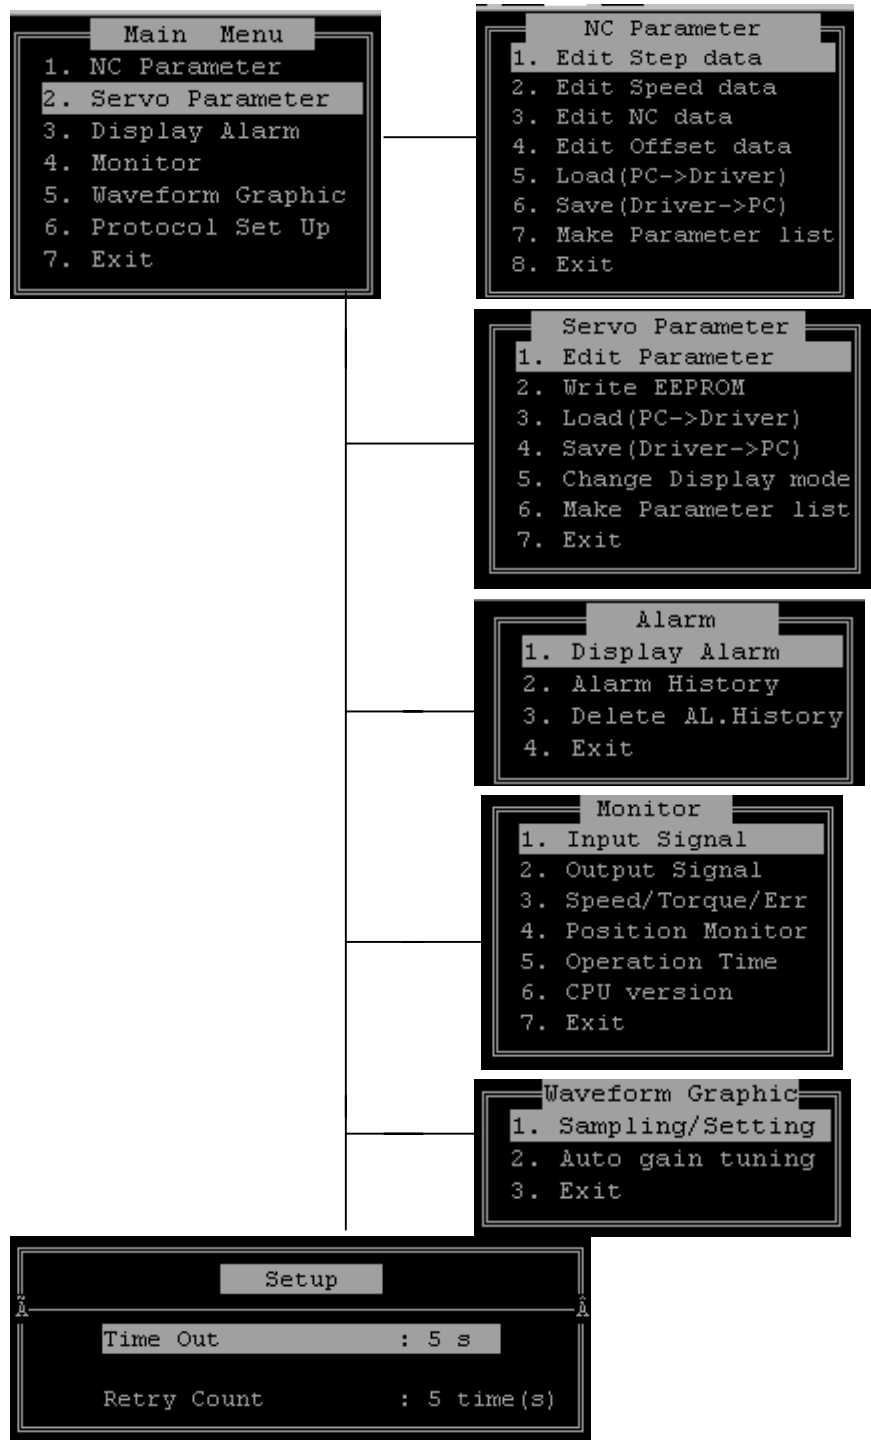 Main Menu
1. NC Parameter
2. Servo Parameter
3. Display Alarm
4. Monitor
5. Waveform Graphic
6. Protocol Set Up
7. Exit
NC Parameter
1. Edit Step data
2. Edit Speed data
3. Edit NC data
4. Edit Offset data
5. Load(PC->Driver)
6. Save(Driver->PC)
7. Make Parameter list
8. Exit
Servo Parameter
1. Edit Parameter
2. Write EEPROM
3. Load(PC->Driver)
4. Save(Driver->PC)
5. Change Display mode
6. Make Parameter list
7. Exit
Alarm
1. Display Alarm
2. Alarm History
3. Delete AL.History
4. Exit
Monitor
1. Input Signal
2. Output Signal
3. Speed/Torque/Err
4. Position Monitor
5. Operation Time
6. CPU version
7. Exit
Waveform Graphic
1. Sampling/Setting
2. Auto gain tuning
3. Exit
Setup
Time Out : 5 s
Retry Count : 5 time(s)